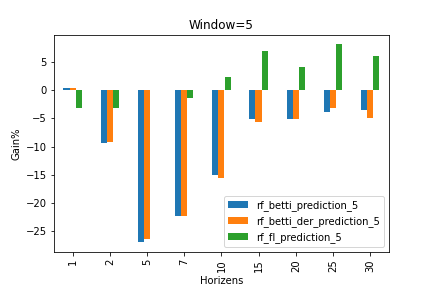 Window=5
Gain%
5
0
−5
−10
−15
−20
−25
rf_betti_prediction_5
rf_betti_der_prediction_5
rf_fl_prediction_5
1
2
5
7
10
15
20
25
30
Horizens